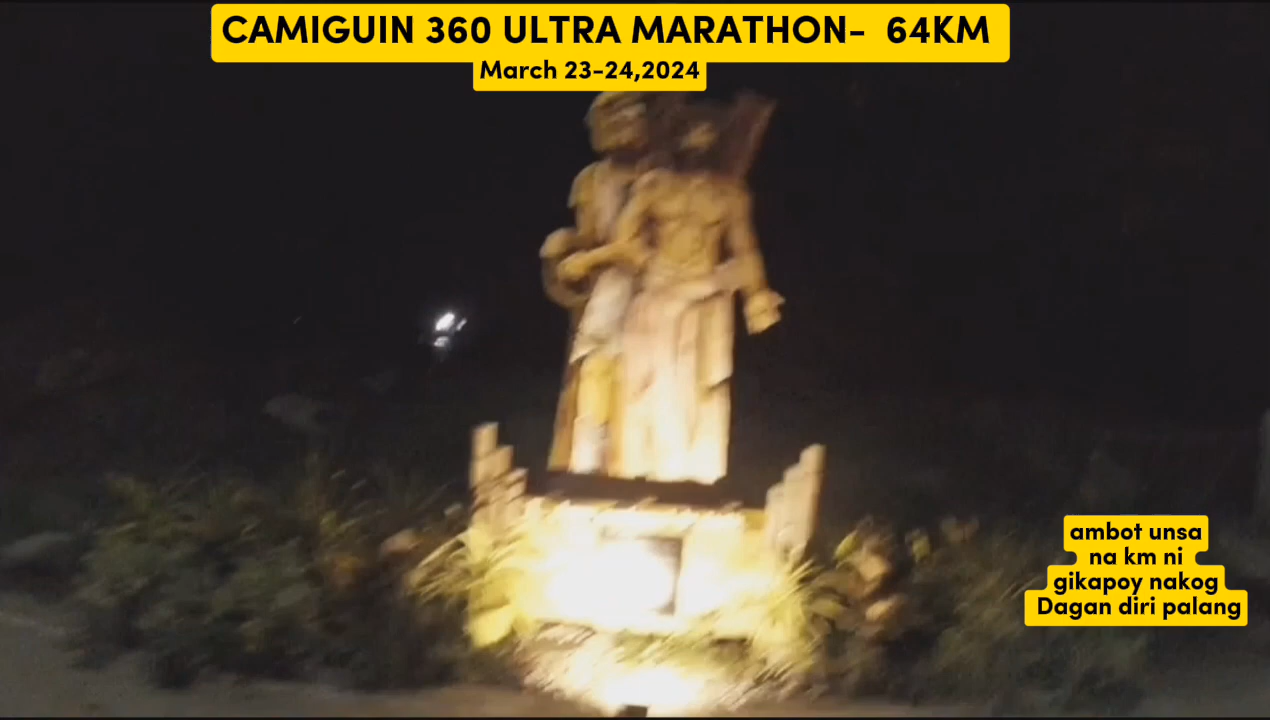 CAMIGUIN 360 ULTRA MARATHON- 64KM
March 23-24,2024
ambot unsa
na km ni
gikapoy nakog
Dagan diri palang